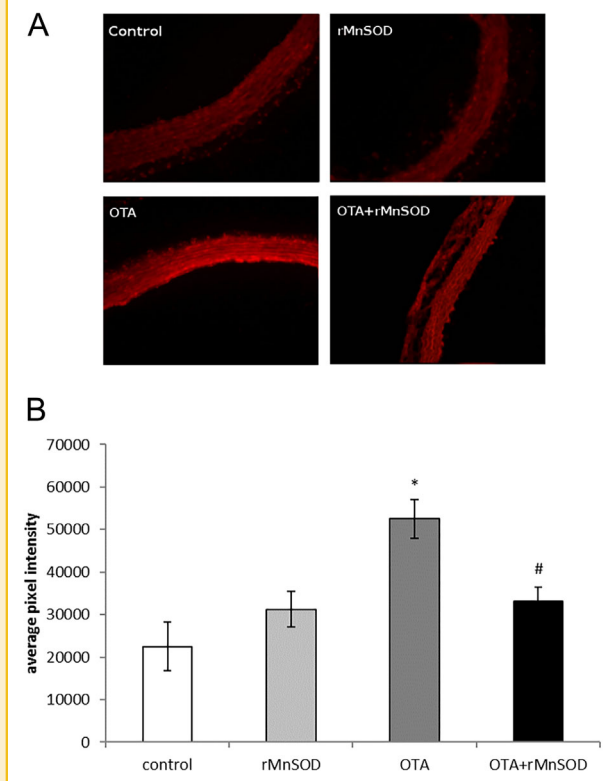 A
Control
rMnSOD
OTA
OTA+rMnSOD
B
average pixel intensity
70000
60000
50000
40000
30000
20000
10000
0
*
#
control
rMnSOD
OTA
OTA+rMnSOD